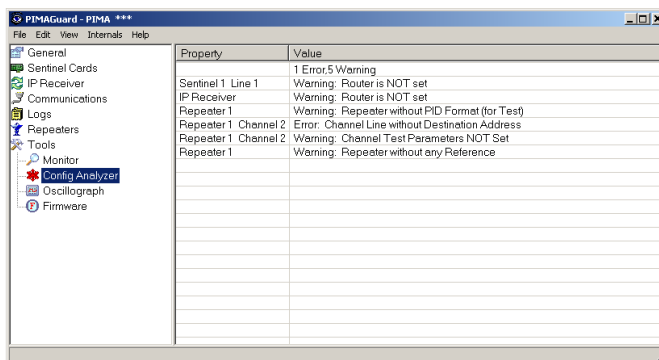 PIMAGuard - PIMA ***
File Edit View Internals Help
General
Sentinel Cards
IP Receiver
Communications
Logs
Repeaters
Tools
Monitor
Config Analyzer
Oscillograph
Firmware
Property Value
1 Error,5 Warning
Sentinel 1 Line 1 Warning: Router is NOT set
IP Receiver Warning: Router is NOT set
Repeater 1 Warning: Repeater without PID Format (for Test)
Repeater 1 Channel 2 Error: Channel Line without Destination Address
Repeater 1 Channel 2 Warning: Channel Test Parameters NOT Set
Repeater 1 Warning: Repeater without any Reference